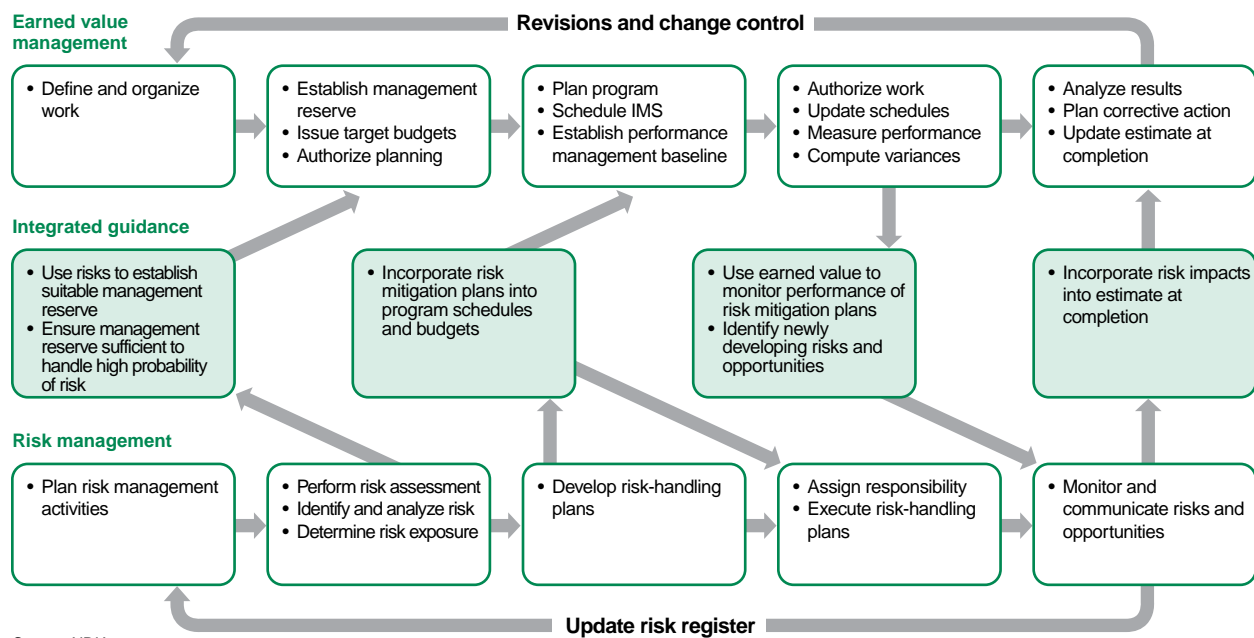 Earned value
management
Revisions and change control
• Define and organize
work
• Establish management
reserve
• Issue target budgets
• Authorize planning
• Plan program
• Schedule IMS
• Establish performance
management baseline
• Authorize work
• Update schedules
• Measure performance
• Compute variances
• Analyze results
• Plan corrective action
• Update estimate at
completion
Integrated guidance
• Use risks to establish
suitable management
reserve
• Ensure management
reserve sufficient to
handle high probability
of risk
• Incorporate risk
mitigation plans into
program schedules
and budgets
• Use earned value to
monitor performance of
risk mitigation plans
• Identify newly
developing risks and
opportunities
• Incorporate risk impacts
into estimate at
completion
Risk management
• Plan risk management
activities
• Perform risk assessment
• Identify and analyze risk
• Determine risk exposure
• Develop risk-handling
plans
• Assign responsibility
• Execute risk-handling
plans
• Monitor and
communicate risks and
opportunities
Update risk register